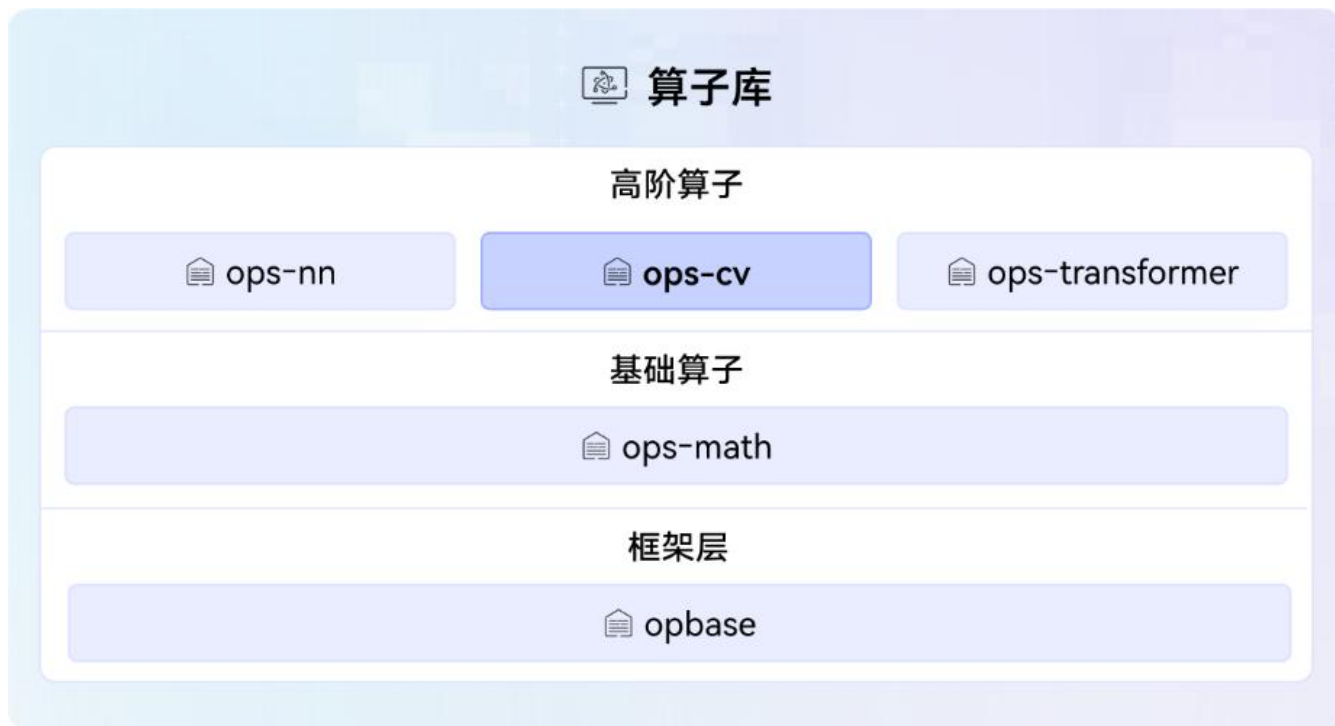 算子库
高阶算子
ops-nn
ops-cv
ops-transformer
基础算子
ops-math
框架层
opbase